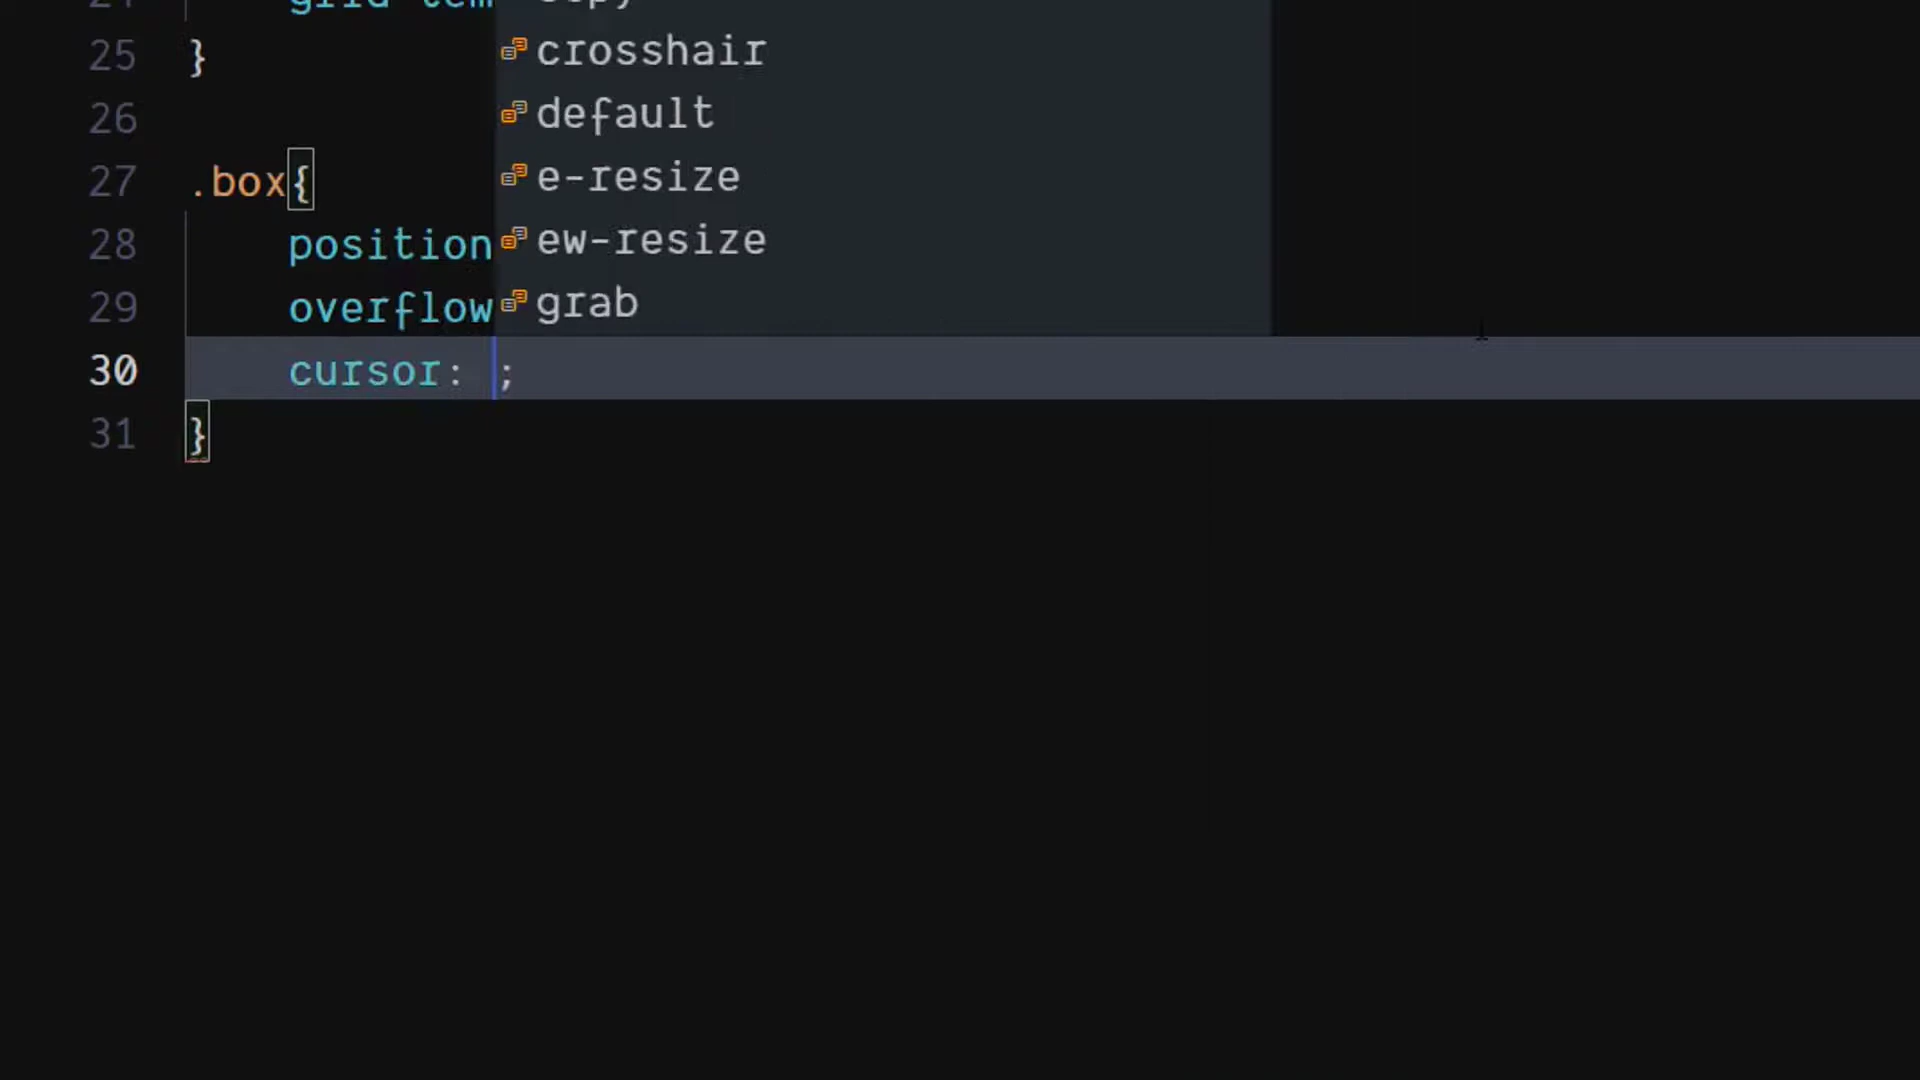 crosshair
25 }
default
26
e-resize
27 .box{
ew-resize
28 position
grab
29 overflow
30 cursor: ;
31 }